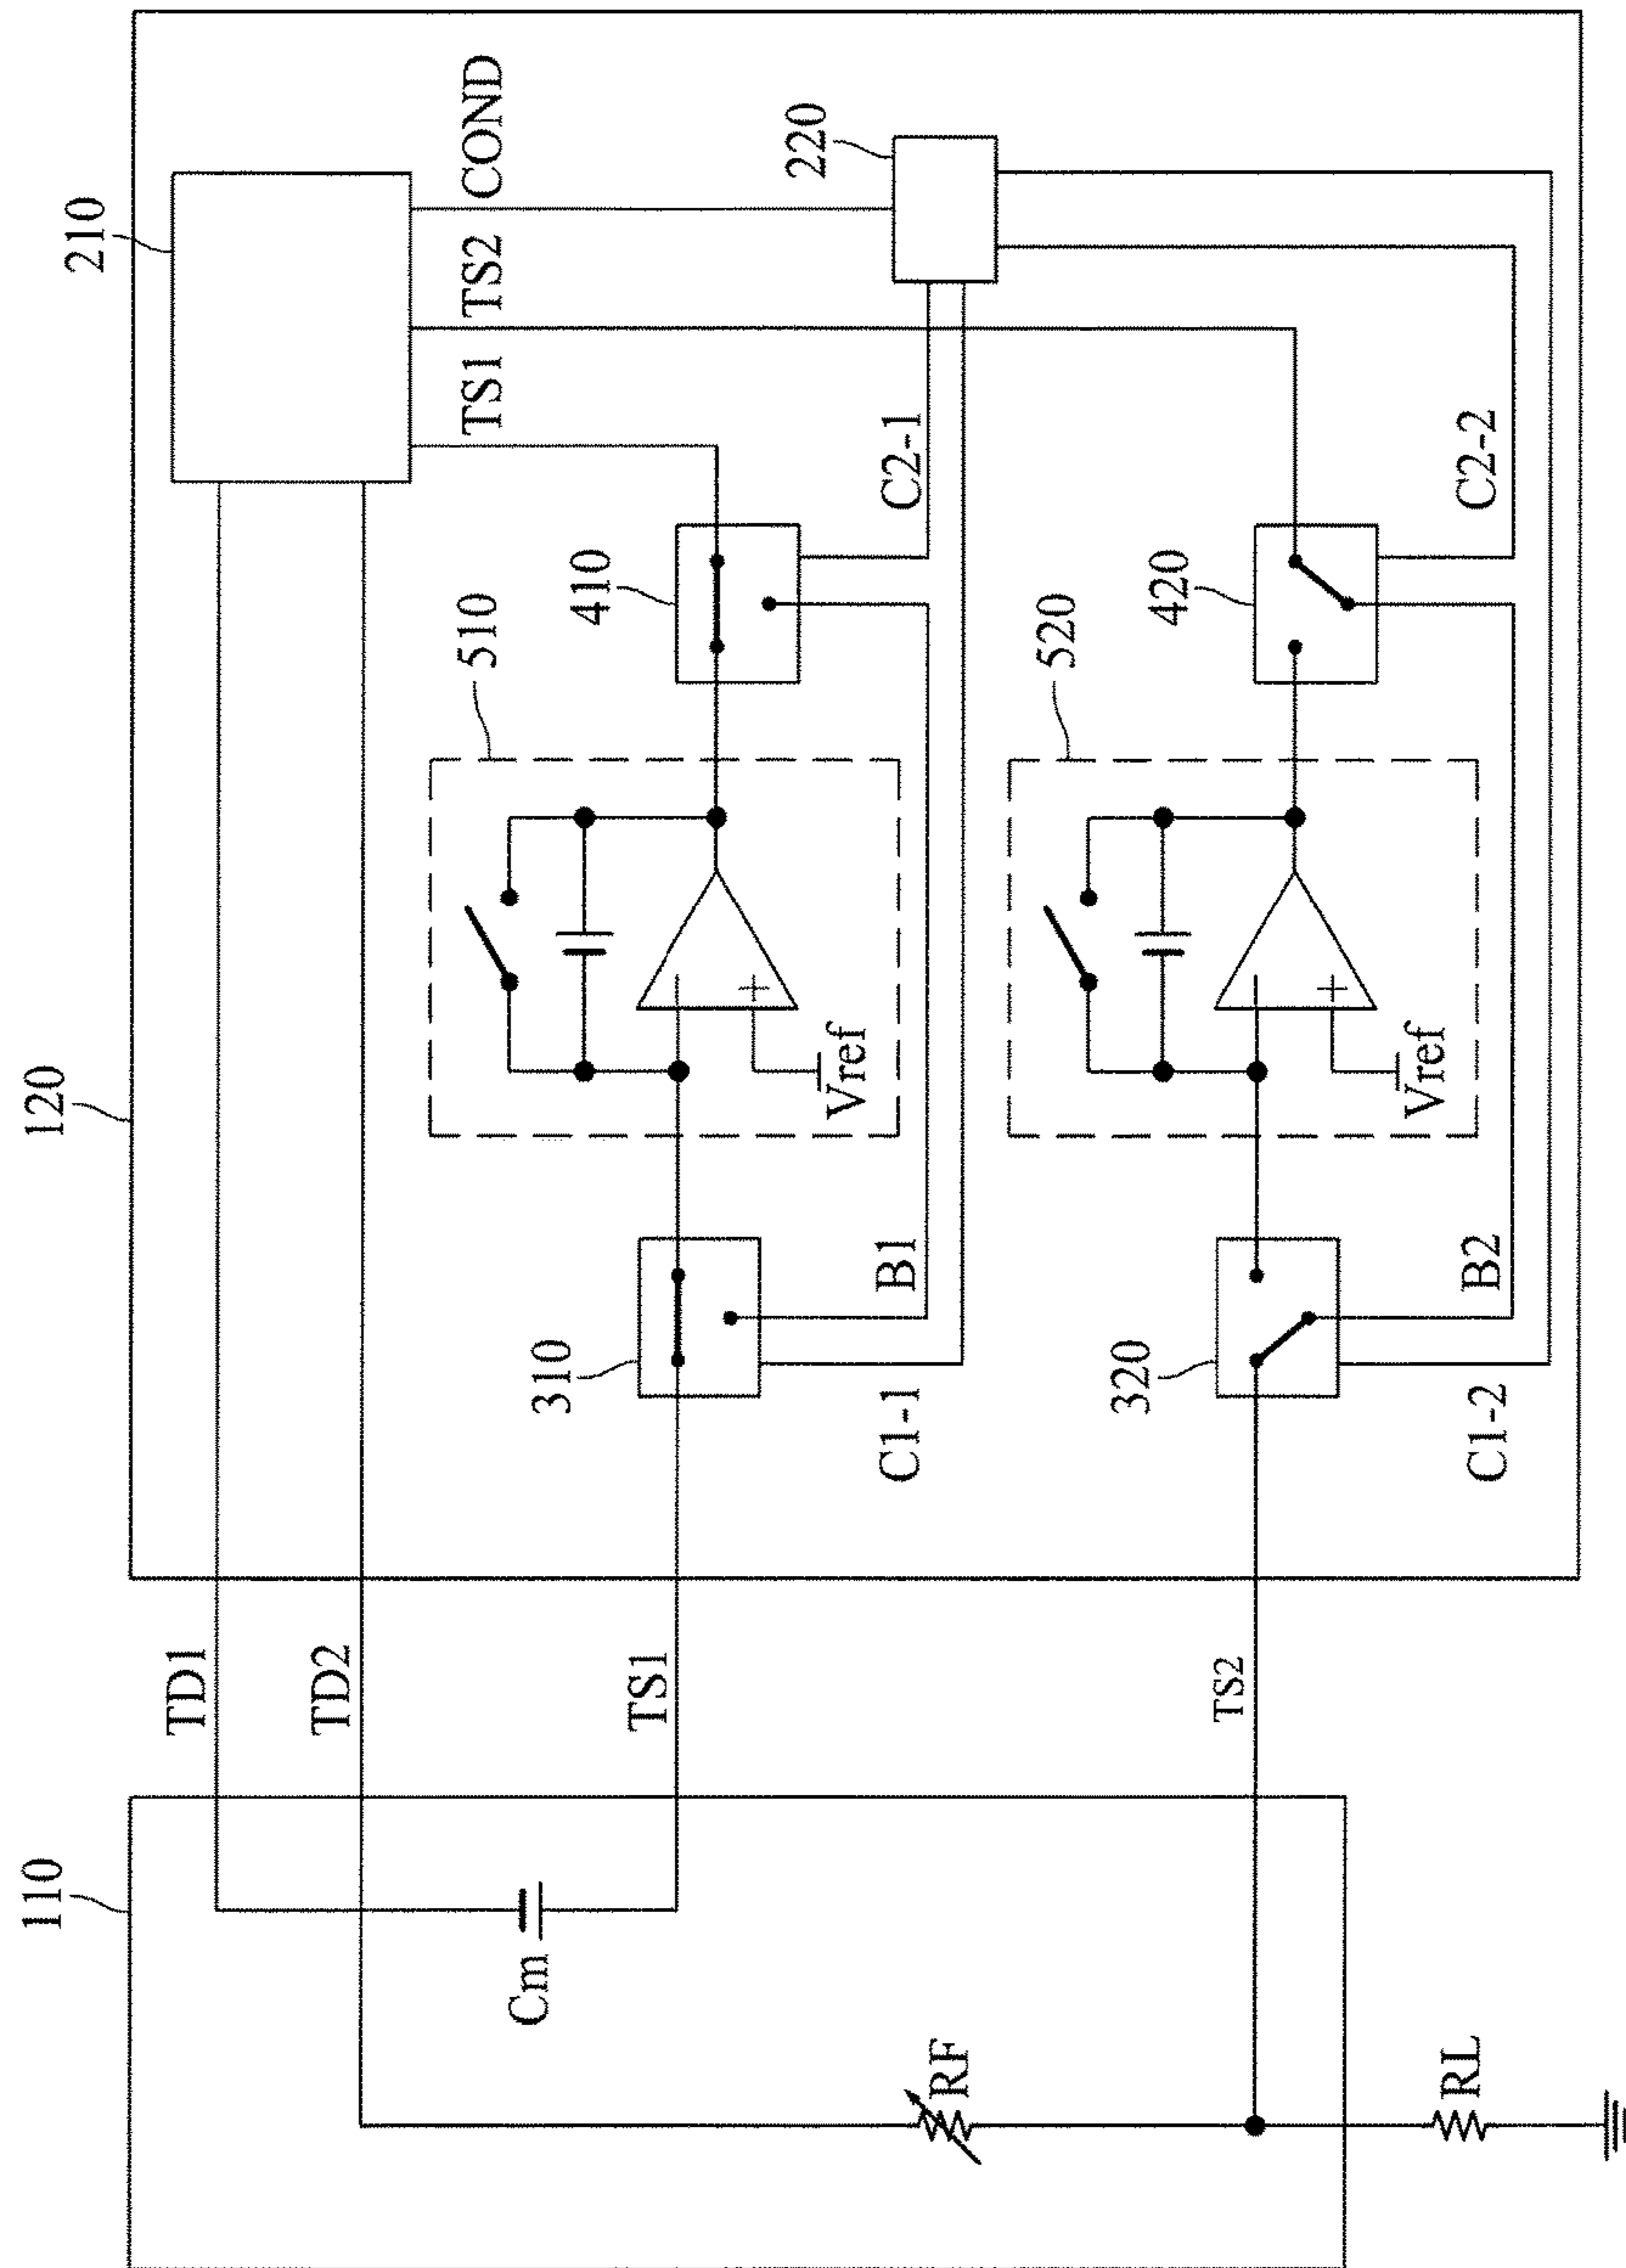 120
210
TD1
TD2
TS1
TS2
COND
510
410
220
310
Vref
B1
C1-1
C2-1
TS1
520
420
320
Vref
B2
C1-2
C2-2
TS2
110
Cm
RF
RL